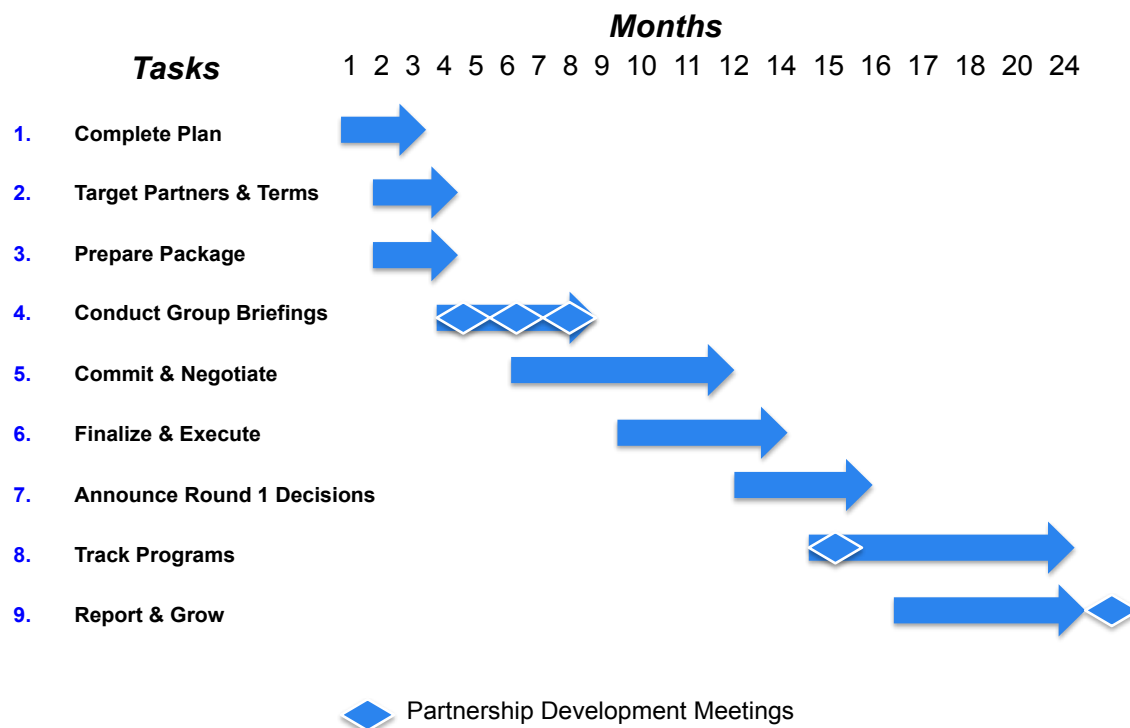 Months
Tasks 1 2 3 4 5 6 7 8 9 10 11 12 14 15 16 17 18 20 24
1. Complete Plan
2. Target Partners & Terms
3. Prepare Package
4. Conduct Group Briefings
5. Commit & Negotiate
6. Finalize & Execute
7. Announce Round 1 Decisions
8. Track Programs
9. Report & Grow
Partnership Development Meetings